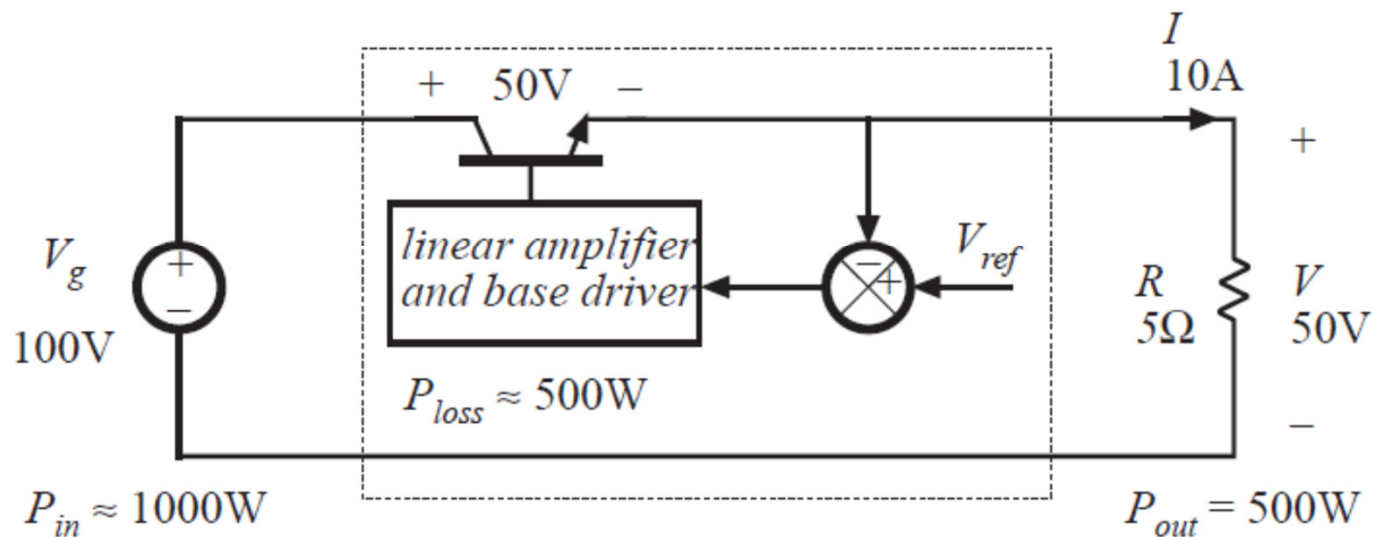 I
10A
+ 50V –
+
V_g
+
–
100V
linear amplifier
and base driver
–
+
V_ref
R
5Ω
V
50V
P_loss ≈ 500W
–
P_in ≈ 1000W
P_out = 500W